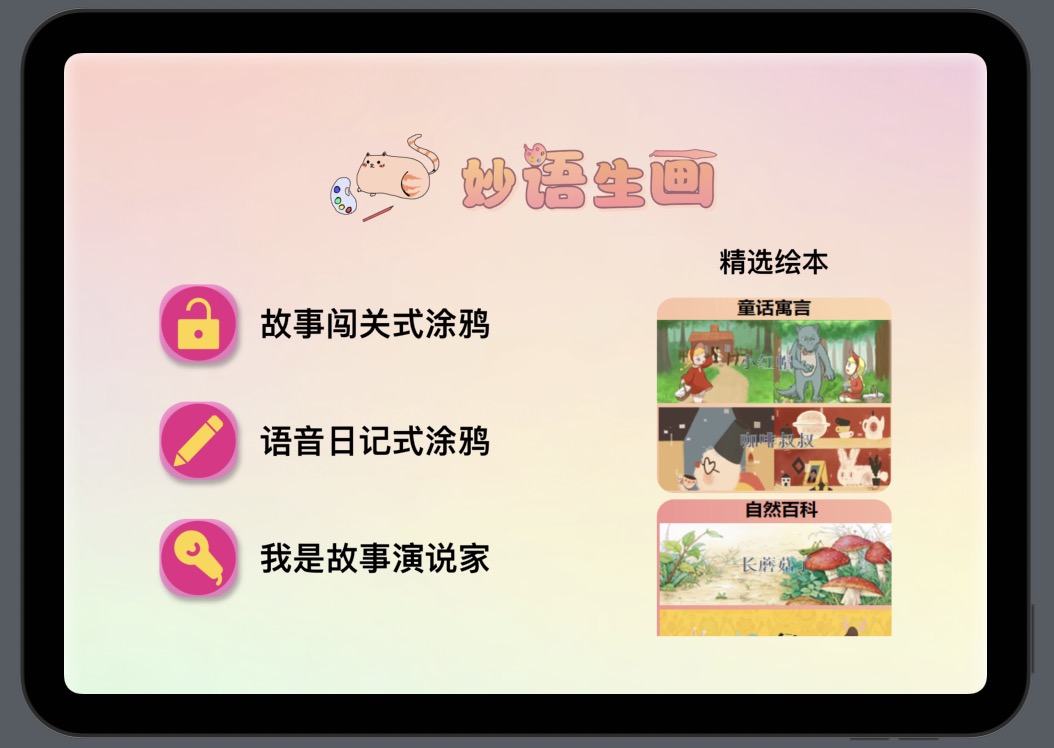 妙语生画
故事闯关式涂鸦
语音日记式涂鸦
我是故事演说家
精选绘本
童话寓言
小红帽
咖啡叔叔
自然百科
长蘑菇了